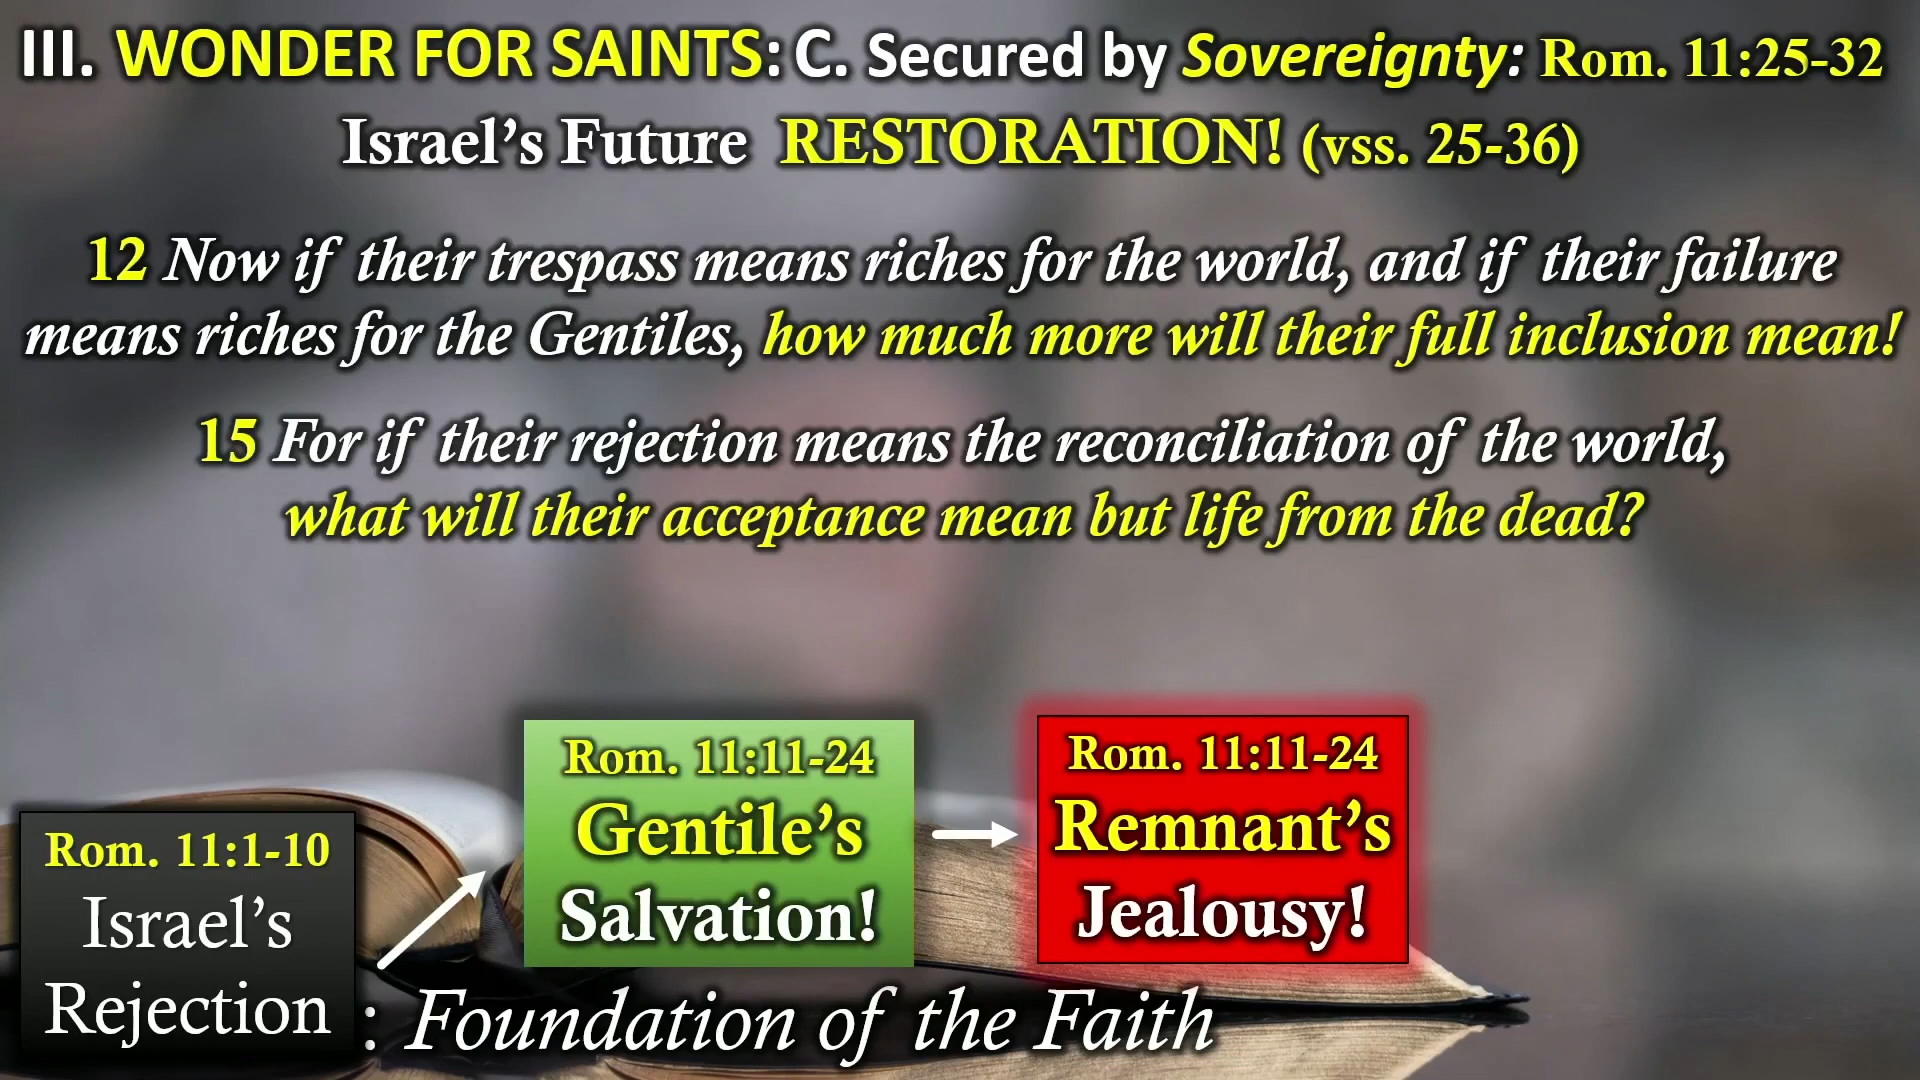 III. WONDER FOR SAINTS: C. Secured by Sovereignty: Rom. 11:25-32
Israel’s Future RESTORATION! (vss. 25-36)
12 Now if their trespass means riches for the world, and if their failure
means riches for the Gentiles, how much more will their full inclusion mean!
15 For if their rejection means the reconciliation of the world,
what will their acceptance mean but life from the dead?
Rom. 11:1-10
Israel’s
Rejection
Rom. 11:11-24
Gentile’s
Salvation!
Rom. 11:11-24
Remnant’s
Jealousy!
: Foundation of the Faith